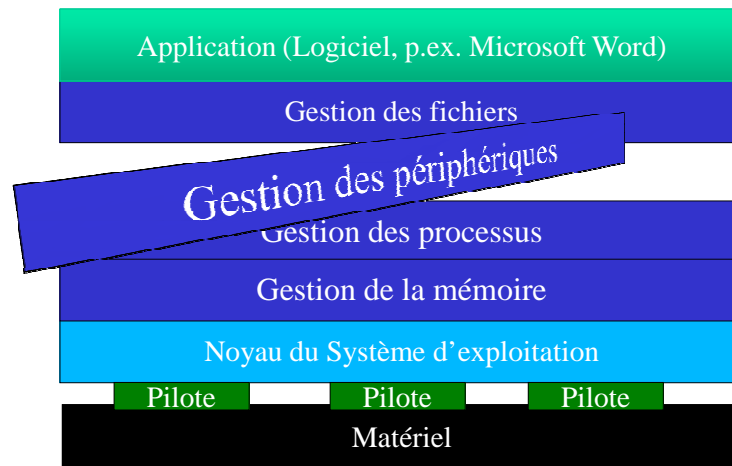 Application (Logiciel, p.ex. Microsoft Word)
Gestion des fichiers
Gestion des périphériques
Gestion des processus
Gestion de la mémoire
Noyau du Système d’exploitation
Pilote Pilote Pilote
Matériel